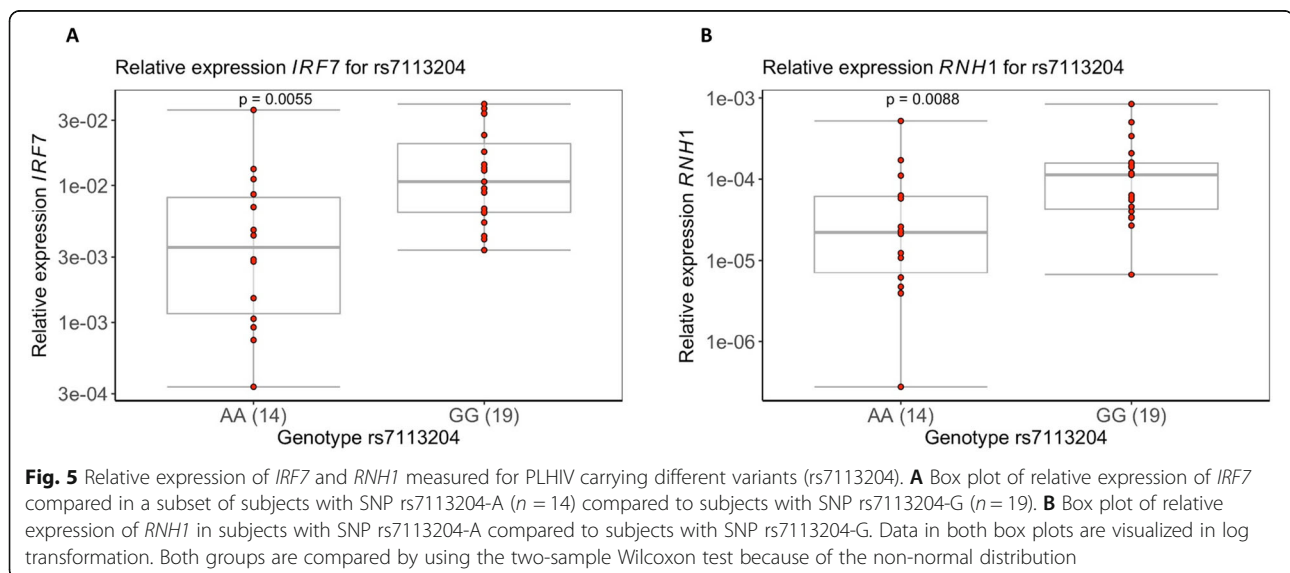 A
Relative expression IRF7 for rs7113204
p = 0.0055
Relative expression IRF7
3e-02
1e-02
3e-03
1e-03
3e-04
AA (14)
GG (19)
Genotype rs7113204
B
Relative expression RNH1 for rs7113204
p = 0.0088
Relative expression RNH1
1e-03
1e-04
1e-05
1e-06
AA (14)
GG (19)
Genotype rs7113204
Fig. 5 Relative expression of IRF7 and RNH1 measured for PLHIV carrying different variants (rs7113204). A Box plot of relative expression of IRF7
compared in a subset of subjects with SNP rs7113204-A (n = 14) compared to subjects with SNP rs7113204-G (n = 19). B Box plot of relative
expression of RNH1 in subjects with SNP rs7113204-A compared to subjects with SNP rs7113204-G. Data in both box plots are visualized in log
transformation. Both groups are compared by using the two-sample Wilcoxon test because of the non-normal distribution